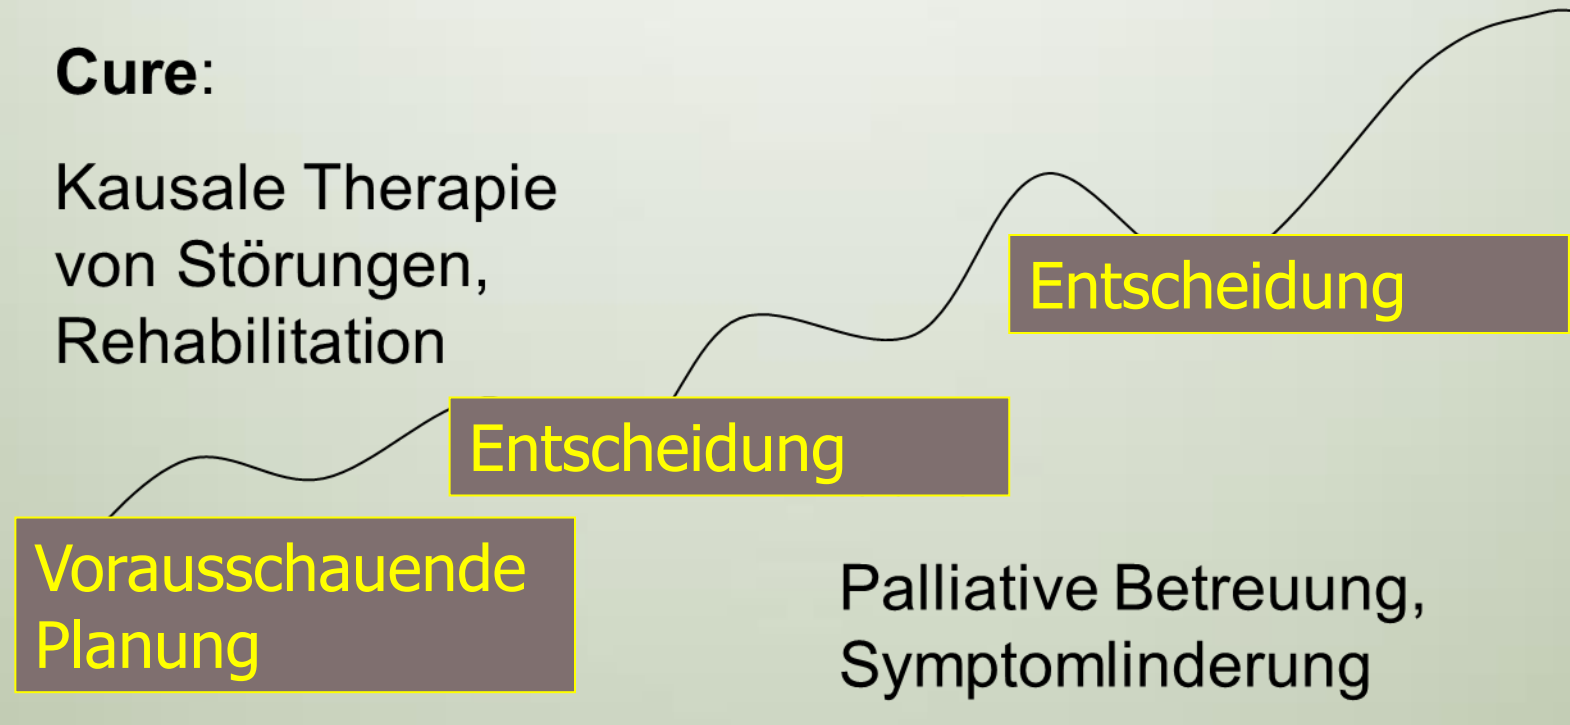 Cure:
Kausale Therapie
von Störungen,
Rehabilitation
Entscheidung
Entscheidung
Vorausschauende
Planung
Palliative Betreuung,
Symptomlinderung